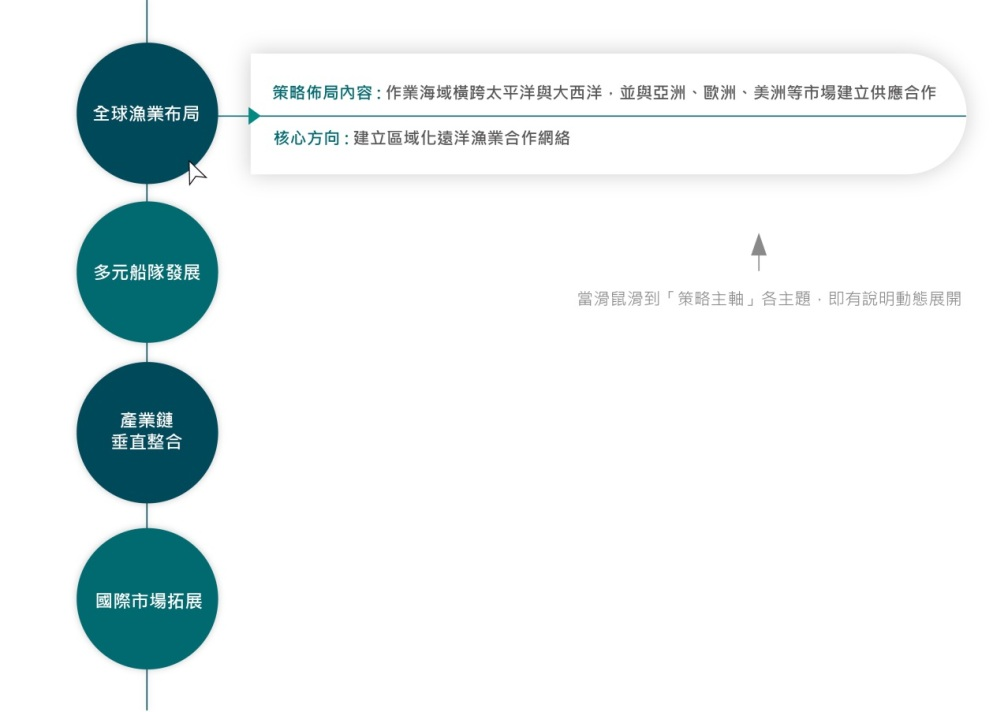 全球漁業布局
策略佈局內容 : 作業海域橫跨太平洋與大西洋，並與亞洲、歐洲、美洲等市場建立供應合作
核心方向 : 建立區域化遠洋漁業合作網絡
多元船隊發展
當滑鼠滑到「策略主軸」各主題，即有說明動態展開
產業鏈
垂直整合
國際市場拓展